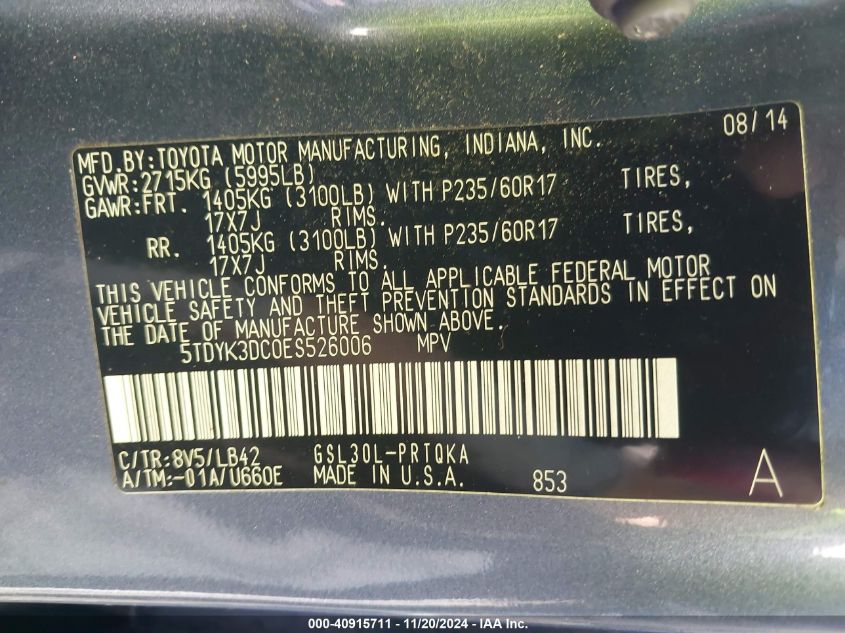 08/14
MFD.BY:TOYOTA MOTOR MANUFACTURING, INDIANA, INC.
GVWR:2715KG (5995LB)
GAWR:FRT. 1405KG (3100LB) WITH P235/60R17 TIRES,
17X7J RIMS.
RR. 1405KG (3100LB) WITH P235/60R17 TIRES,
17X7J RIMS.
THIS VEHICLE CONFORMS TO ALL APPLICABLE FEDERAL MOTOR
VEHICLE SAFETY AND THEFT PREVENTION STANDARDS IN EFFECT ON
THE DATE OF MANUFACTURE SHOWN ABOVE.
5TDYK3DC0ES526006 MPV
C/TR:8V5/LB42 GSL30L-PRTQKA
A/TM:-01A/U660E MADE IN U.S.A. 853 A
000-40915711 - 11/20/2024 - IAA Inc.